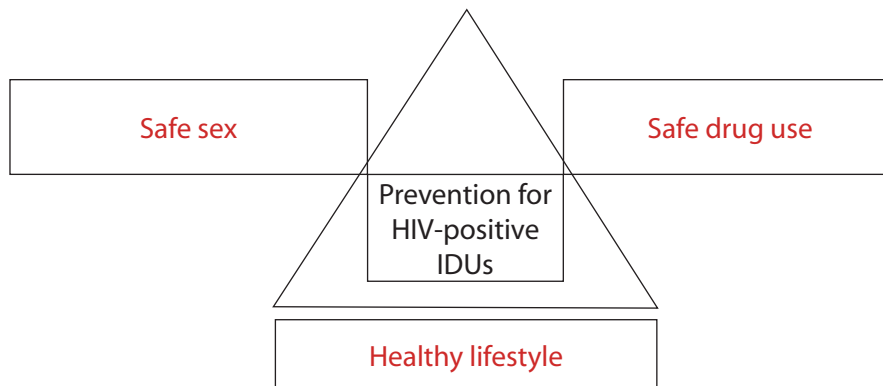 Safe sex
Safe drug use
Prevention for
HIV-positive
IDUs
Healthy lifestyle